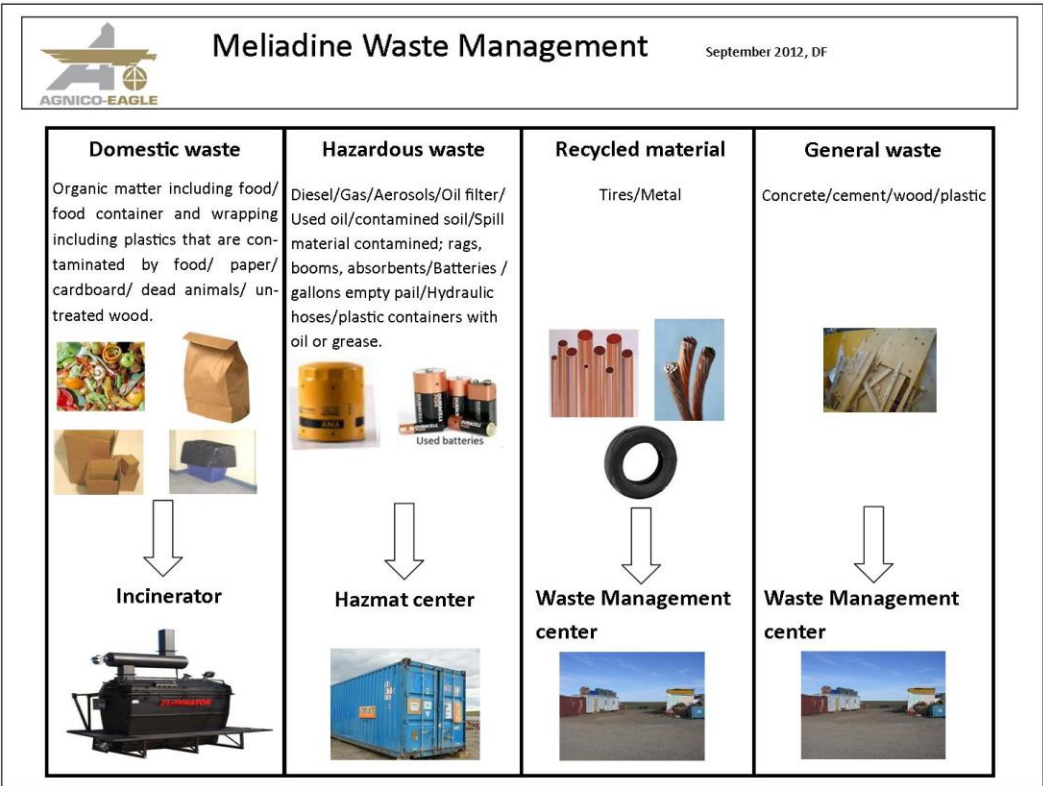 Meliadine Waste Management
September 2012, DF
AGNICO-EAGLE
Domestic waste
Organic matter including food/
food container and wrapping
including plastics that are con-
taminated by food/ paper/
cardboard/ dead animals/ un-
treated wood.
Incinerator
ELIMINATOR
Hazardous waste
Diesel/Gas/Aerosols/Oil filter/
Used oil/contaminated soil/Spill
material contaminated; rags,
booms, absorbents/Batteries /
gallons empty pail/Hydraulic
hoses/plastic containers with
oil or grease.
DURACELL
Used batteries
Hazmat center
Recycled material
Tires/Metal
Waste Management
center
General waste
Concrete/cement/wood/plastic
Waste Management
center